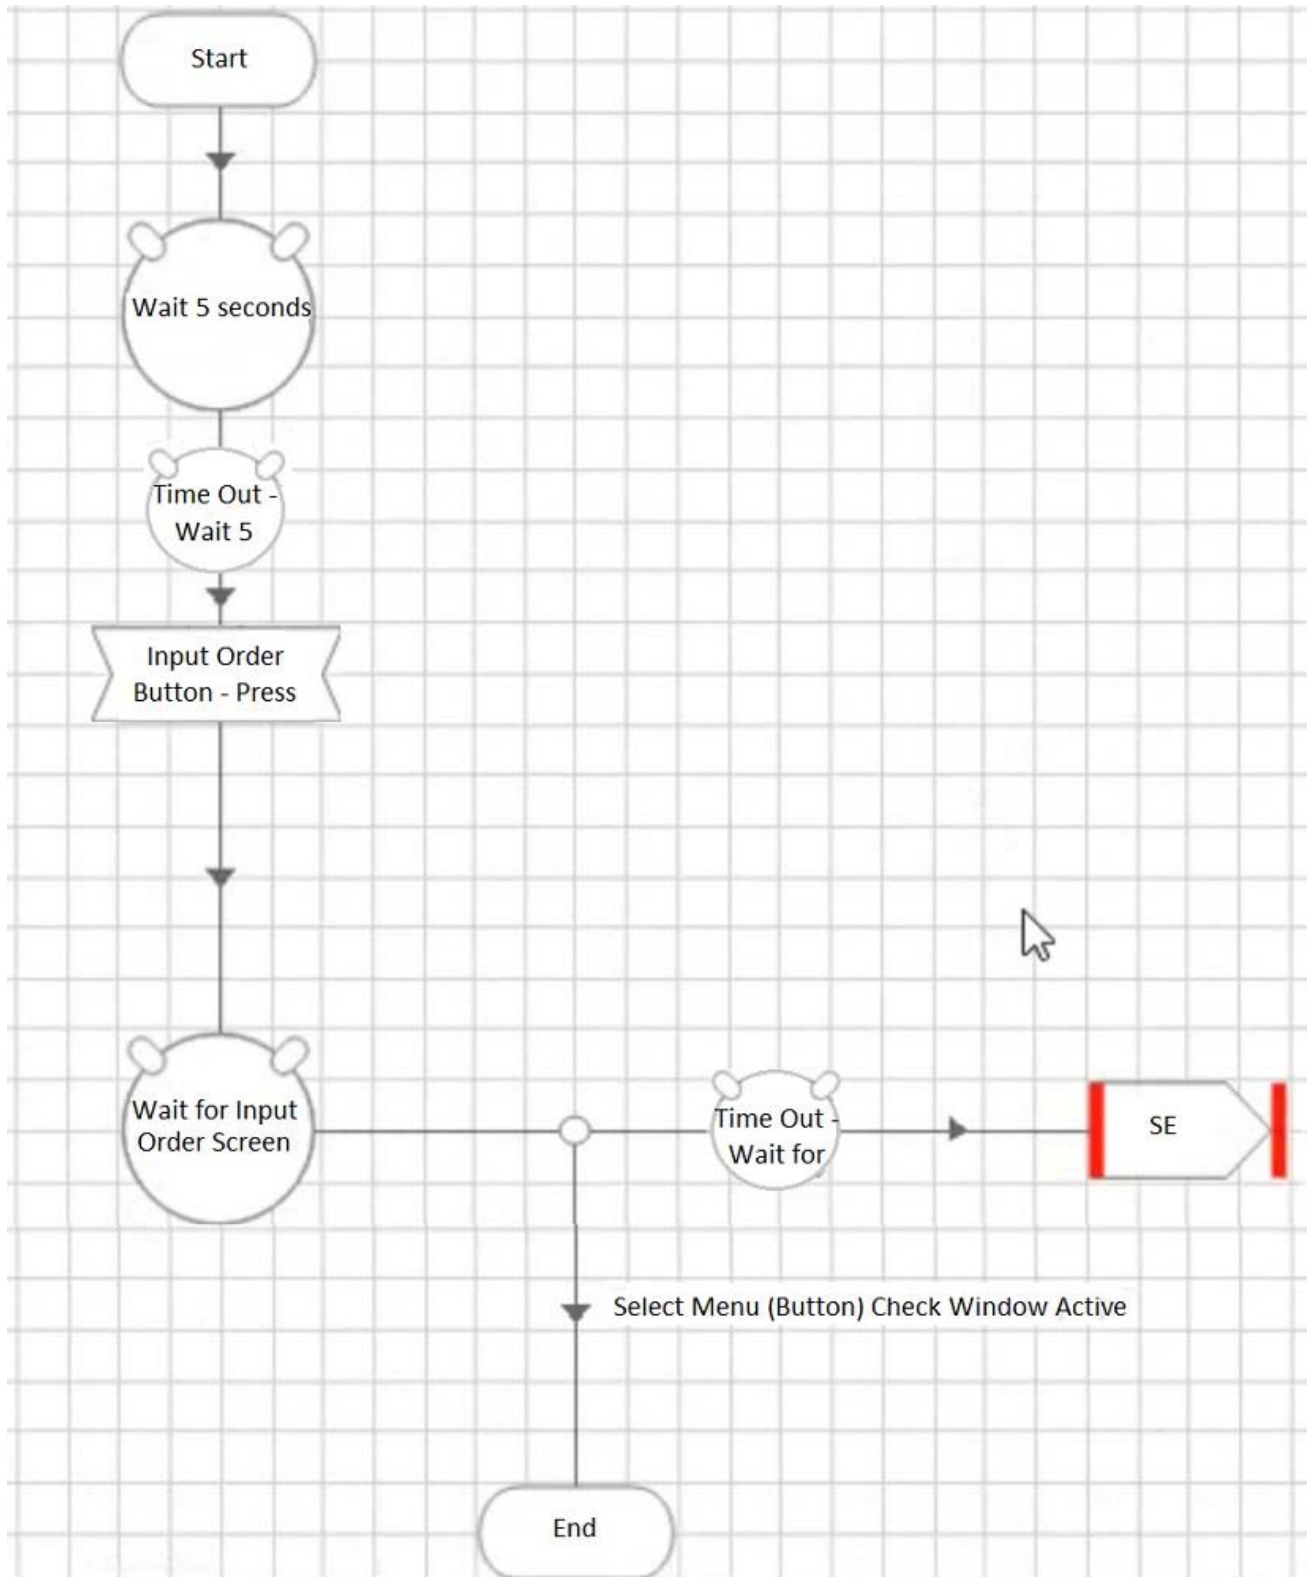 Start
Wait 5 seconds
Time Out -
Wait 5
Input Order
Button - Press
Wait for Input
Order Screen
Time Out -
Wait for
SE
Select Menu (Button) Check Window Active
End